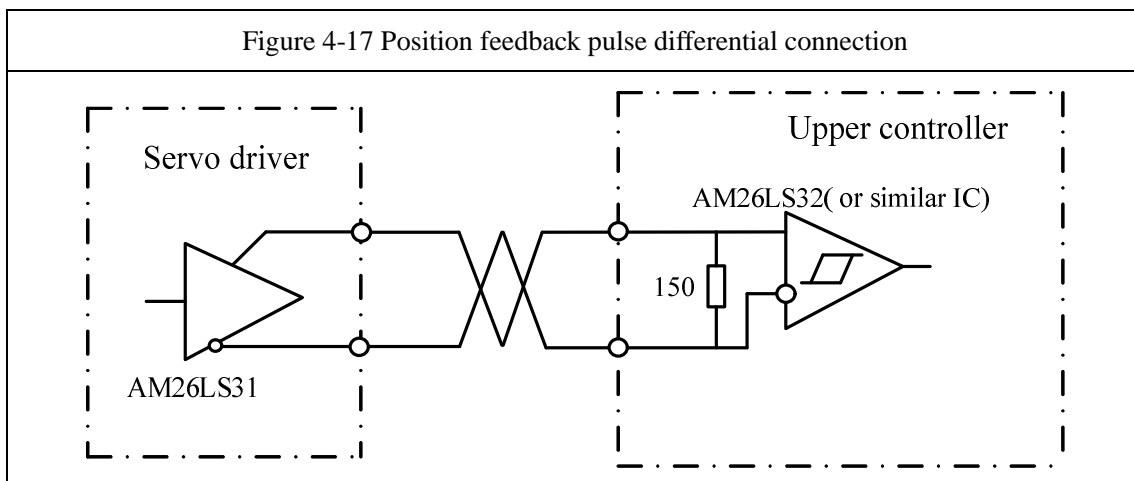 Figure 4-17 Position feedback pulse differential connection
Servo driver
Upper controller
AM26LS32( or similar IC)
150
AM26LS31